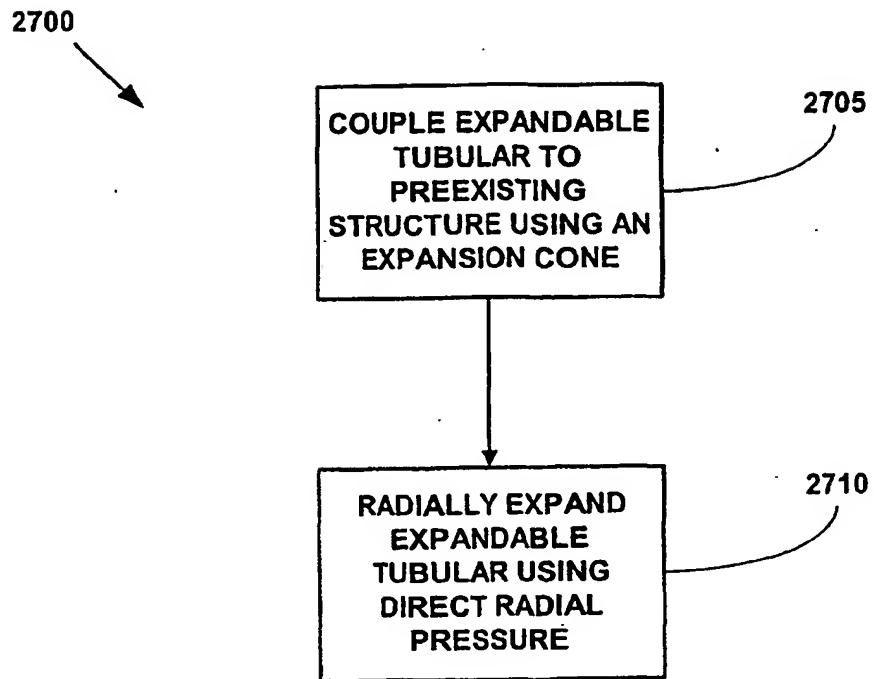 2700
COUPLE EXPANDABLE
TUBULAR TO
PREEXISTING
STRUCTURE USING AN
EXPANSION CONE
2705
RADIALLY EXPAND
EXPANDABLE
TUBULAR USING
DIRECT RADIAL
PRESSURE
2710